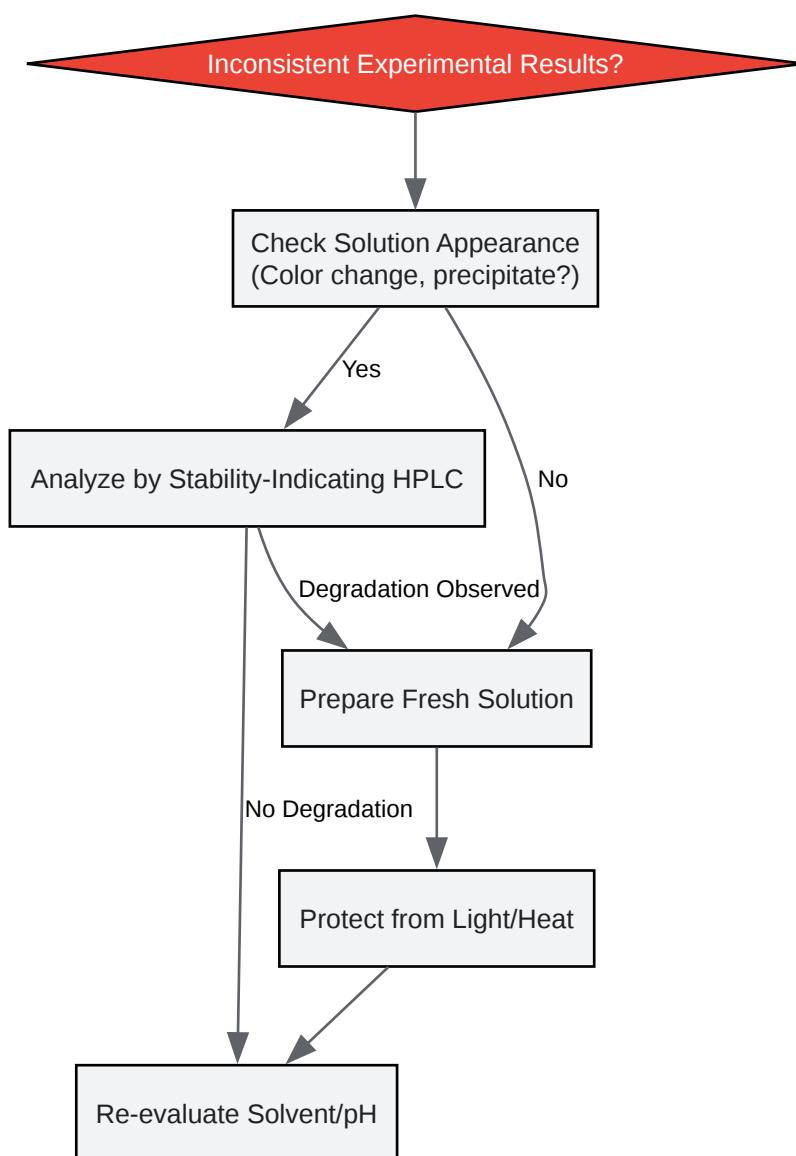 Inconsistent Experimental Results?
Check Solution Appearance
(Color change, precipitate?)
Yes
Analyze by Stability-Indicating HPLC
No
Degradation Observed
Prepare Fresh Solution
No Degradation
Protect from Light/Heat
Re-evaluate Solvent/pH